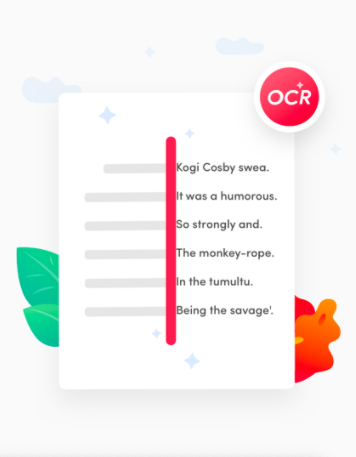 OCR
Kogi Cosby swea.
It was a humorous.
So strongly and.
The monkey-rope.
In the tumultu.
Being the savage'.